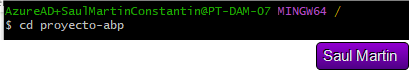 AzureAD+SaulMartinConstantin@PT-DAM-07 MINGW64 /
$ cd proyecto-abp
Saul Martin